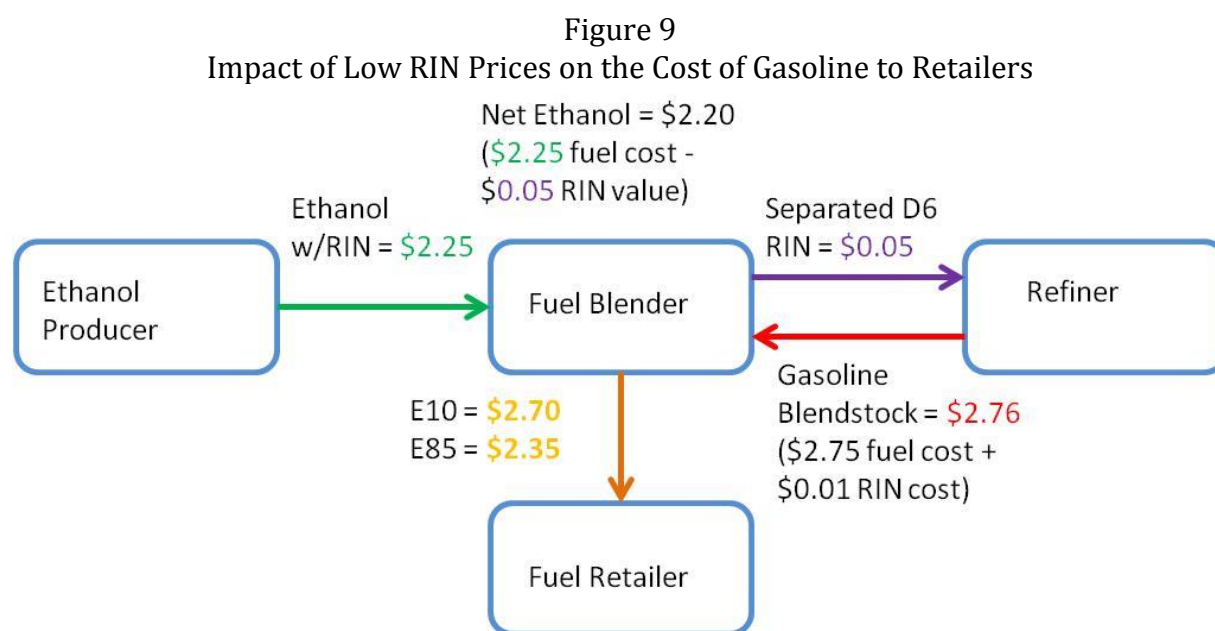 Figure 9
Impact of Low RIN Prices on the Cost of Gasoline to Retailers
Net Ethanol = $2.20
($2.25 fuel cost -
$0.05 RIN value)
Ethanol
w/RIN = $2.25
Separated D6
RIN = $0.05
Ethanol
Producer
Fuel Blender
Refiner
Gasoline
Blendstock = $2.76
($2.75 fuel cost +
$0.01 RIN cost)
E10 = $2.70
E85 = $2.35
Fuel Retailer